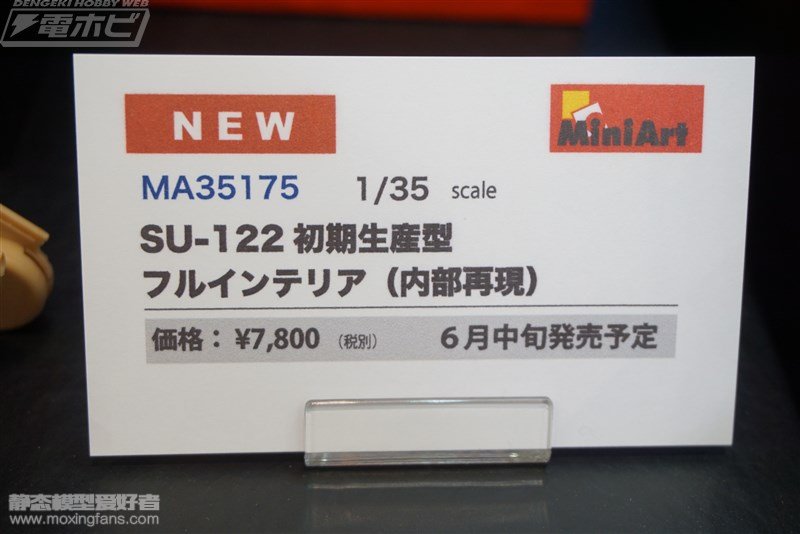 DENGEKI HOBBY WEB
電ホビ
NEW
MiniArt
MA35175 1/35 scale
SU-122 初期生産型
フルインテリア（内部再現）
価格：¥7,800（税別） 6月中旬発売予定
静态模型爱好者
www.moxingfans.com